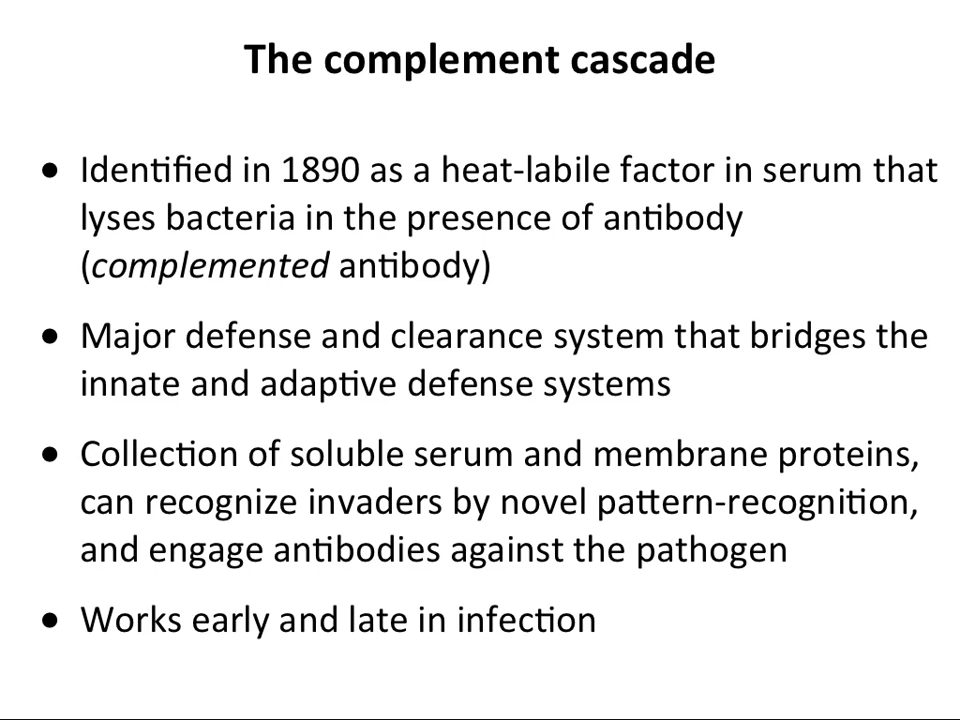 The complement cascade
• Identified in 1890 as a heat-labile factor in serum that
lyses bacteria in the presence of antibody
(complemented antibody)
• Major defense and clearance system that bridges the
innate and adaptive defense systems
• Collection of soluble serum and membrane proteins,
can recognize invaders by novel pattern-recognition,
and engage antibodies against the pathogen
• Works early and late in infection